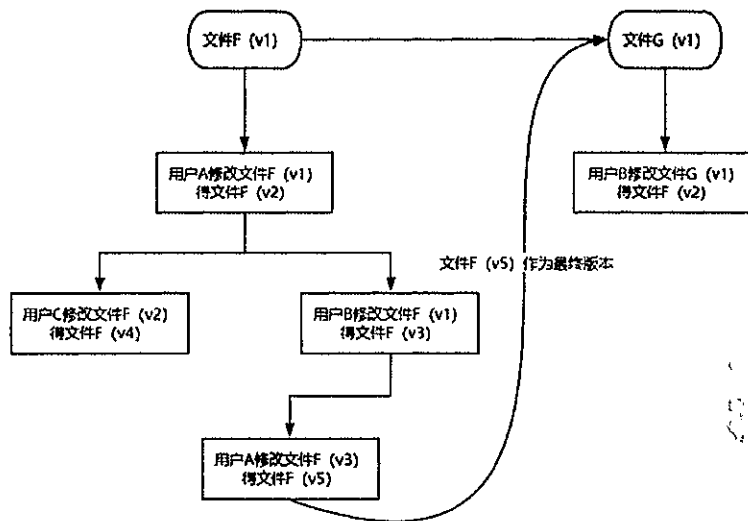 文件F (v1)
文件G (v1)
用户A修改文件F (v1)
得文件F (v2)
用户B修改文件G (v1)
得文件F (v2)
文件F (v5) 作为最终版本
用户C修改文件F (v2)
得文件F (v4)
用户B修改文件F (v1)
得文件F (v3)
用户A修改文件F (v3)
得文件F (v5)